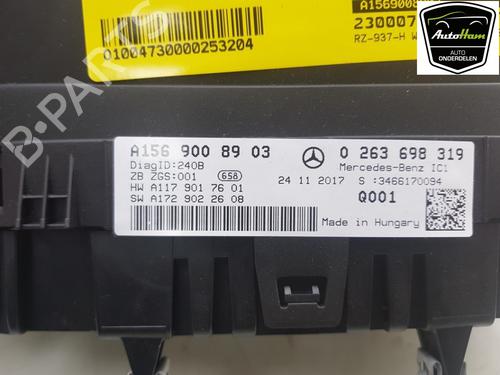 A1569008
23000
RZ-937-H
01004730000253204
AutoHam
AUTO
ONDERDELEN
A156 900 89 03
DiagID:240B
ZB ZGS:001
658
HW A117 901 76 01
SW A172 902 26 08
0 263 698 319
Mercedes-Benz IC1
24 11 2017
S :3466170094
Q001
Made in Hungary
B-PARTS